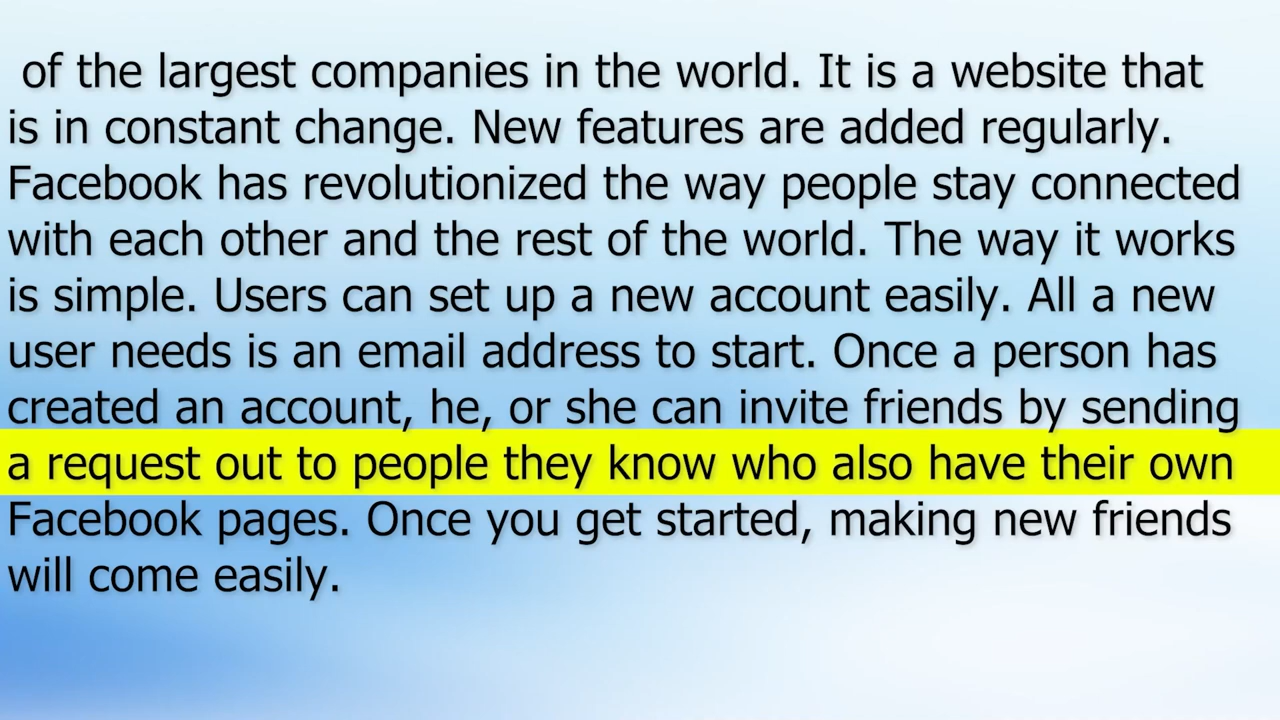 of the largest companies in the world. It is a website that
is in constant change. New features are added regularly.
Facebook has revolutionized the way people stay connected
with each other and the rest of the world. The way it works
is simple. Users can set up a new account easily. All a new
user needs is an email address to start. Once a person has
created an account, he, or she can invite friends by sending
a request out to people they know who also have their own
Facebook pages. Once you get started, making new friends
will come easily.